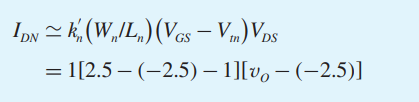 I_DN ≃ k′_n(W_n/L_n)(V_GS – V_tn)V_DS
= 1[2.5 – (–2.5) – 1][v_O – (–2.5)]